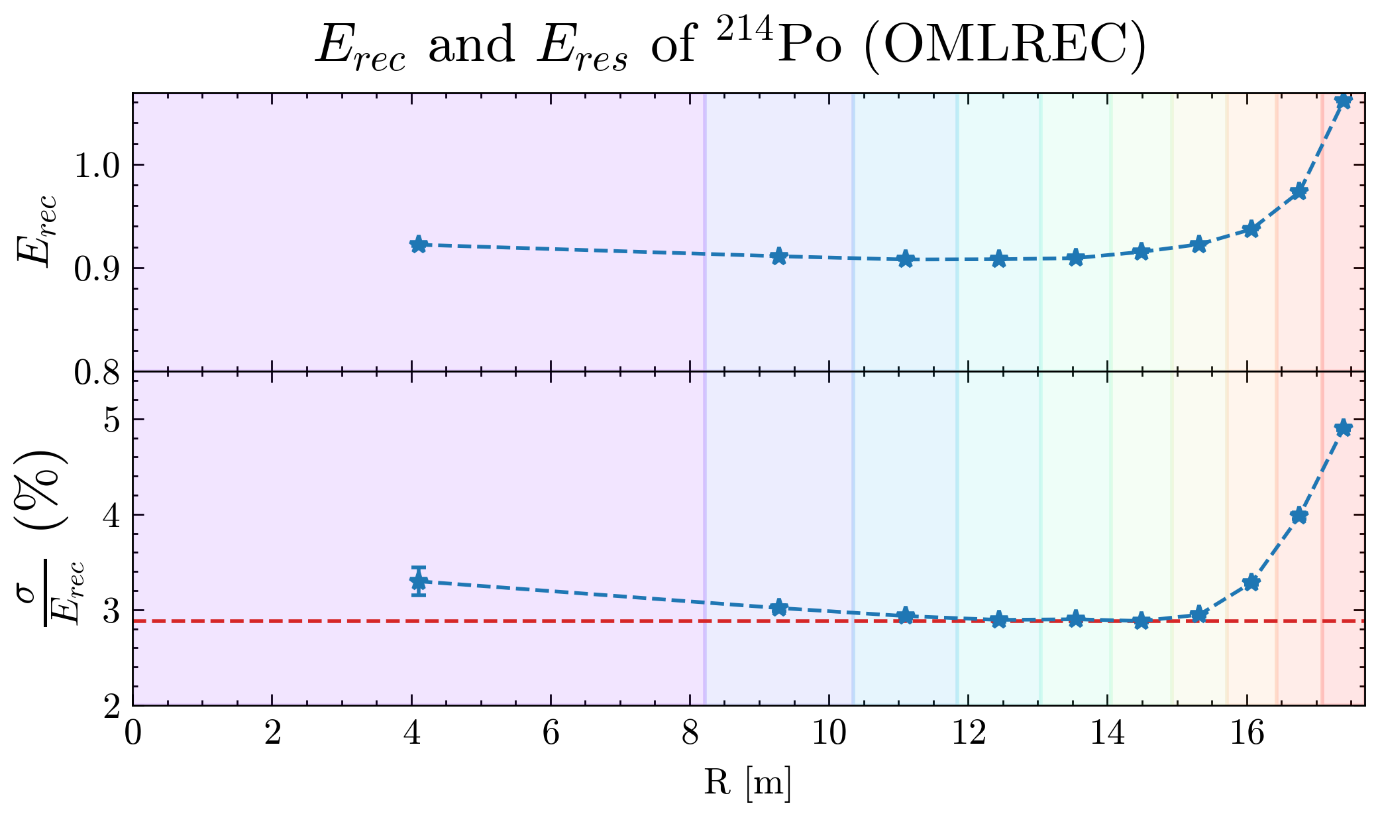 E_rec and E_res of ²¹⁴Po (OMLREC)
E_rec
1.0
0.9
0.8
σ/E_rec (%)
5
4
3
2
0 2 4 6 8 10 12 14 16
R [m]